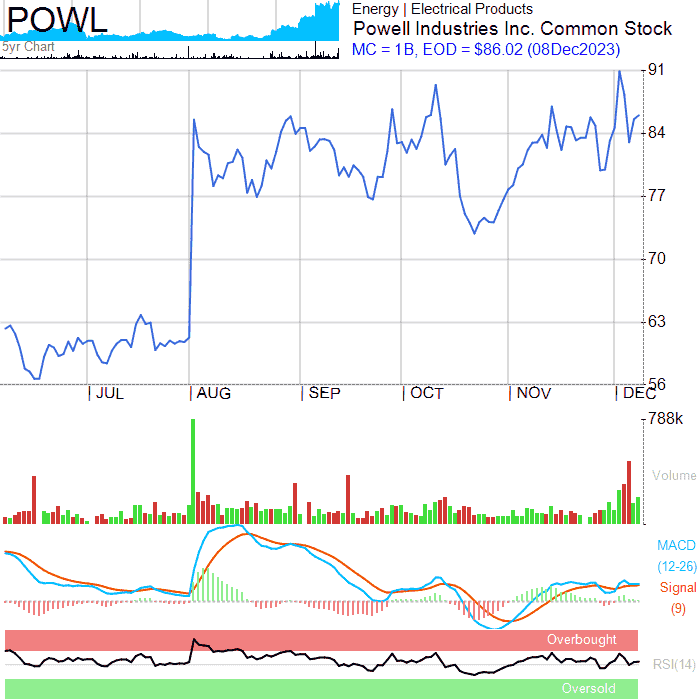 POWL
5yr Chart
Energy | Electrical Products
Powell Industries Inc. Common Stock
MC = 1B, EOD = $86.02 (08Dec2023)
91
84
77
70
63
56
JUL AUG SEP OCT NOV DEC
788k
Volume
MACD
(12-26)
Signal
(9)
Overbought
RSI(14)
Oversold